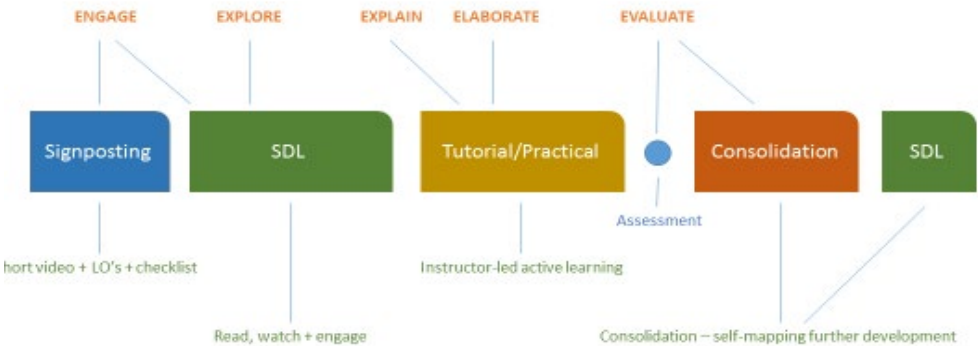 ENGAGE EXPLORE EXPLAIN ELABORATE EVALUATE
Signposting SDL Tutorial/Practical Consolidation SDL
Assessment
hort video + LO's + checklist Instructor-led active learning
Read, watch + engage Consolidation – self-mapping further development